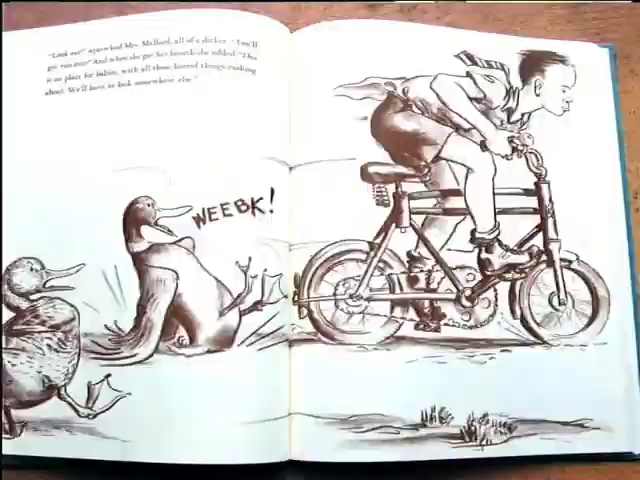 "Look out!" squawked Mrs. Mallard, all of a dither. "You'll
get run over!" And when she got her breath she added: "This
is no place for babies, with all those horrid things rushing
about. We'll have to look somewhere else."
WEEBK!